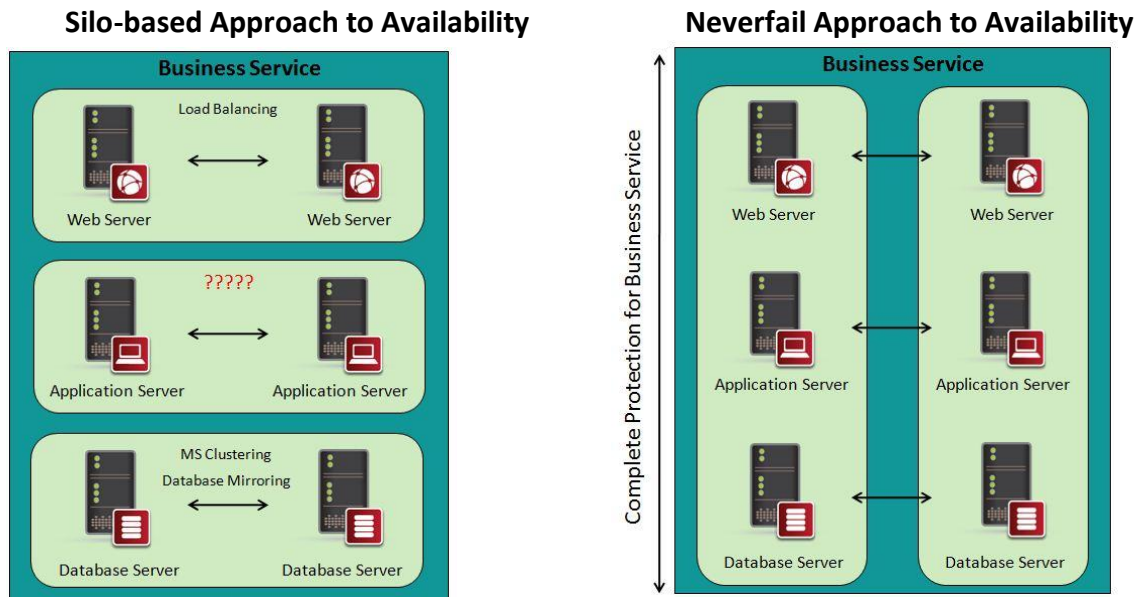 Silo-based Approach to Availability
Business Service
Load Balancing
Web Server
Web Server
?????
Application Server
Application Server
MS Clustering
Database Mirroring
Database Server
Database Server
Neverfail Approach to Availability
Complete Protection for Business Service
Business Service
Web Server
Web Server
Application Server
Application Server
Database Server
Database Server